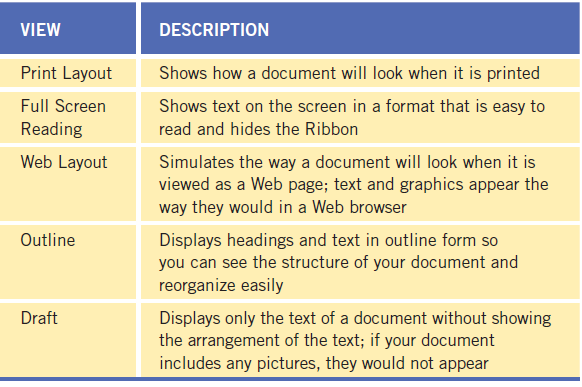 VIEW DESCRIPTION
Print Layout Shows how a document will look when it is printed
Full Screen Shows text on the screen in a format that is easy to
Reading read and hides the Ribbon
Web Layout Simulates the way a document will look when it is
viewed as a Web page; text and graphics appear the
way they would in a Web browser
Outline Displays headings and text in outline form so
you can see the structure of your document and
reorganize easily
Draft Displays only the text of a document without showing
the arrangement of the text; if your document
includes any pictures, they would not appear